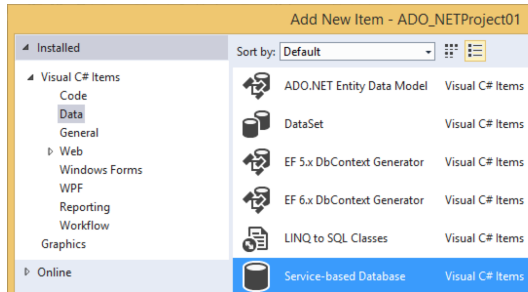 Add New Item - ADO_NETProject01
Installed
Sort by: Default
Visual C# Items
Code
Data
General
Web
Windows Forms
WPF
Reporting
Workflow
Graphics
Online
ADO.NET Entity Data Model Visual C# Items
DataSet Visual C# Items
EF 5.x DbContext Generator Visual C# Items
EF 6.x DbContext Generator Visual C# Items
LINQ to SQL Classes Visual C# Items
Service-based Database Visual C# Items